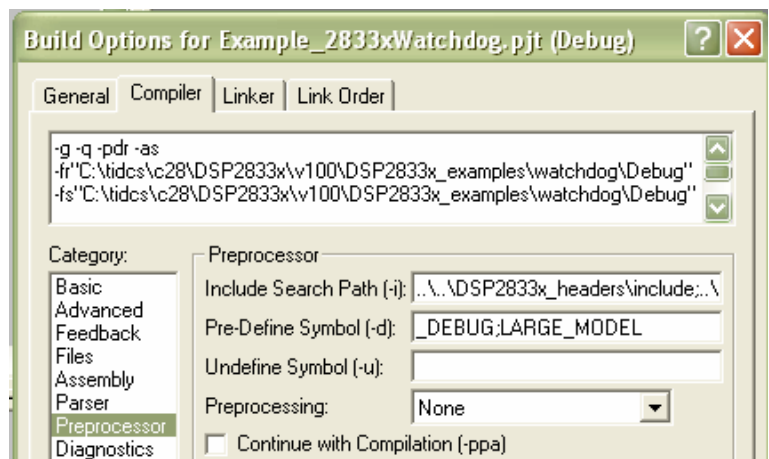 Build Options for Example_2833xWatchdog.pjt (Debug)
General Compiler Linker Link Order
-g -q -pdr -as
-fr"C:\tidcs\c28\DSP2833x\v100\DSP2833x_examples\watchdog\Debug"
-fs"C:\tidcs\c28\DSP2833x\v100\DSP2833x_examples\watchdog\Debug"
Category:
Basic
Advanced
Feedback
Files
Assembly
Parser
Preprocessor
Diagnostics
Preprocessor
Include Search Path (-i): ..\..\DSP2833x_headers\include;..\
Pre-Define Symbol (-d): _DEBUG;LARGE_MODEL
Undefine Symbol (-u):
Preprocessing: None
Continue with Compilation (-ppa)